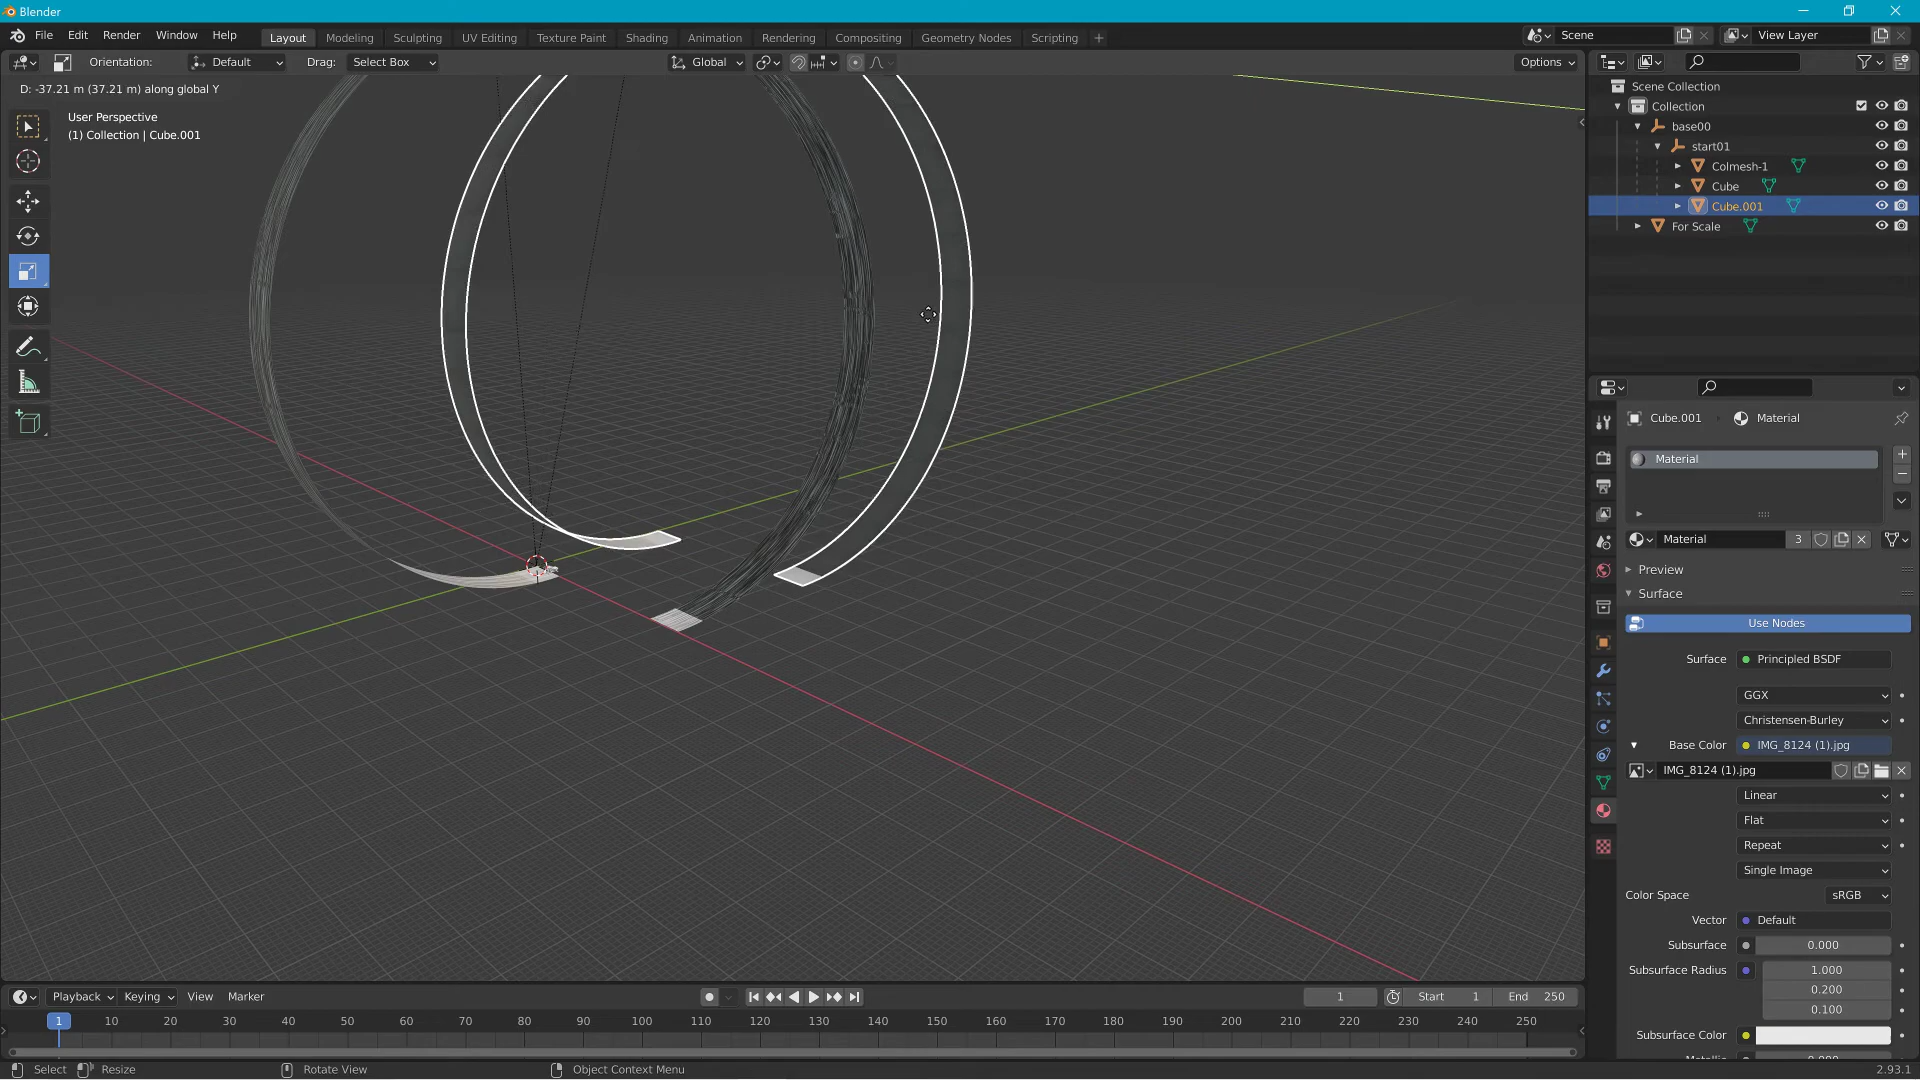 Blender
File Edit Render Window Help Layout Modeling Sculpting UV Editing Texture Paint Shading Animation Rendering Compositing Geometry Nodes Scripting + Scene View Layer
Orientation: Default Drag: Select Box Global Options
D: -37.21 m (37.21 m) along global Y
User Perspective
(1) Collection | Cube.001
Scene Collection
Collection
base00
start01
Colmesh-1
Cube
Cube.001
For Scale
Cube.001 Material
Material
Material 3
Preview
Surface
Use Nodes
Surface Principled BSDF
GGX
Christensen-Burley
Base Color IMG_8124 (1).jpg
IMG_8124 (1).jpg
Linear
Flat
Repeat
Single Image
Color Space sRGB
Vector Default
Subsurface 0.000
Subsurface Radius 1.000
0.200
0.100
Subsurface Color
Playback Keying View Marker 1 Start 1 End 250
1 10 20 30 40 50 60 70 80 90 100 110 120 130 140 150 160 170 180 190 200 210 220 230 240 250
Select Resize Rotate View Object Context Menu 2.93.1